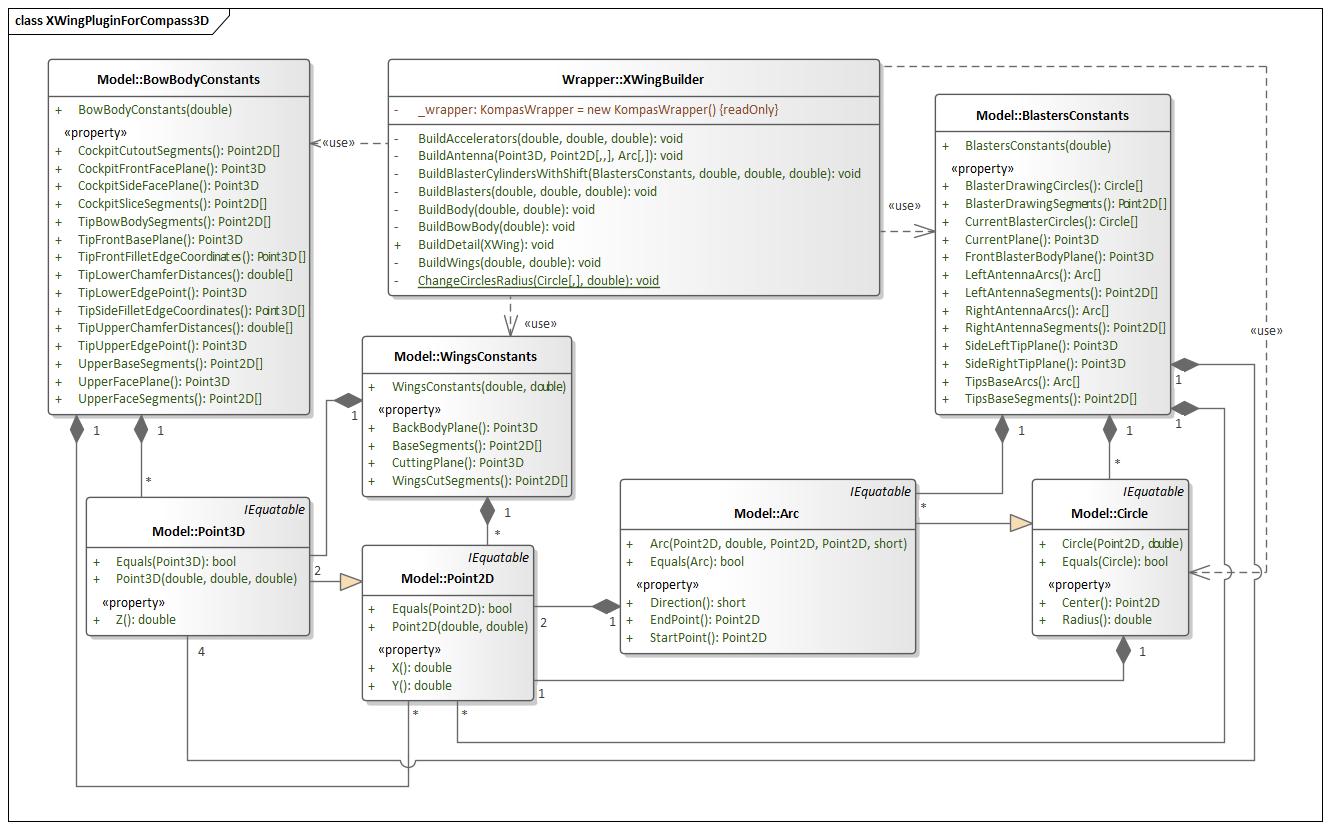 class XWingPluginForCompass3D
Model::BowBodyConstants
+ BowBodyConstants(double)
«property»
+ CockpitCutoutSegments(): Point2D[]
+ CockpitFrontFacePlane(): Point3D
+ CockpitSideFacePlane(): Point3D
+ CockpitSliceSegments(): Point2D[]
+ TipBowBodySegments(): Point2D[]
+ TipFrontBasePlane(): Point3D
+ TipFrontFilletEdgeCoordinates(): Point3D[]
+ TipLowerChamferDistances(): double[]
+ TipLowerEdgePoint(): Point3D
+ TipSideFilletEdgeCoordinates(): Point3D[]
+ TipUpperChamferDistances(): double[]
+ TipUpperEdgePoint(): Point3D
+ UpperBaseSegments(): Point2D[]
+ UpperFacePlane(): Point3D
+ UpperFaceSegments(): Point2D[]
«use»
Wrapper::XWingBuilder
- _wrapper: KompasWrapper = new KompasWrapper() {readOnly}
- BuildAccelerators(double, double, double): void
- BuildAntenna(Point3D, Point2D[,,], Arc[,]): void
- BuildBlasterCylindersWithShift(BlastersConstants, double, double, double): void
- BuildBlasters(double, double, double): void
- BuildBody(double, double): void
- BuildBowBody(double): void
+ BuildDetail(XWing): void
- BuildWings(double, double): void
- ChangeCirclesRadius(Circle[,], double): void
«use»
«use»
Model::BlastersConstants
+ BlastersConstants(double)
«property»
+ BlasterDrawingCircles(): Circle[]
+ BlasterDrawingSegments(): Point2D[]
+ CurrentBlasterCircles(): Circle[]
+ CurrentPlane(): Point3D
+ FrontBlasterBodyPlane(): Point3D
+ LeftAntennaArcs(): Arc[]
+ LeftAntennaSegments(): Point2D[]
+ RightAntennaArcs(): Arc[]
+ RightAntennaSegments(): Point2D[]
+ SideLeftTipPlane(): Point3D
+ SideRightTipPlane(): Point3D
+ TipsBaseArcs(): Arc[]
+ TipsBaseSegments(): Point2D[]
«use»
1
1
1
1
1
1
*
*
Model::WingsConstants
+ WingsConstants(double, double)
«property»
+ BackBodyPlane(): Point3D
+ BaseSegments(): Point2D[]
+ CuttingPlane(): Point3D
+ WingsCutSegments(): Point2D[]
1
1
*
IEquatable
Model::Point3D
+ Equals(Point3D): bool
+ Point3D(double, double, double)
«property»
+ Z(): double
2
4
IEquatable
Model::Point2D
+ Equals(Point2D): bool
+ Point2D(double, double)
«property»
+ X(): double
+ Y(): double
2
1
1
*
*
IEquatable
Model::Arc
+ Arc(Point2D, double, Point2D, Point2D, short)
+ Equals(Arc): bool
«property»
+ Direction(): short
+ EndPoint(): Point2D
+ StartPoint(): Point2D
*
IEquatable
Model::Circle
+ Circle(Point2D, double)
+ Equals(Circle): bool
«property»
+ Center(): Point2D
+ Radius(): double
1